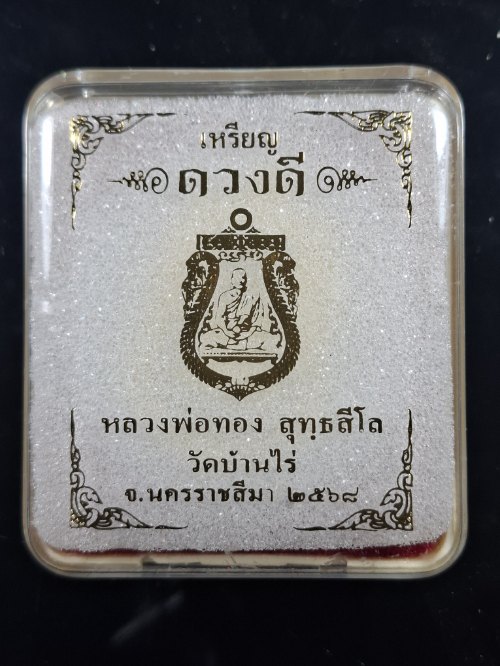 เหรียญ
ดวงดี
หลวงพ่อทอง สุทฺธสีโล
วัดบ้านไร่
จ.นครราชสีมา ๒๕๖๘